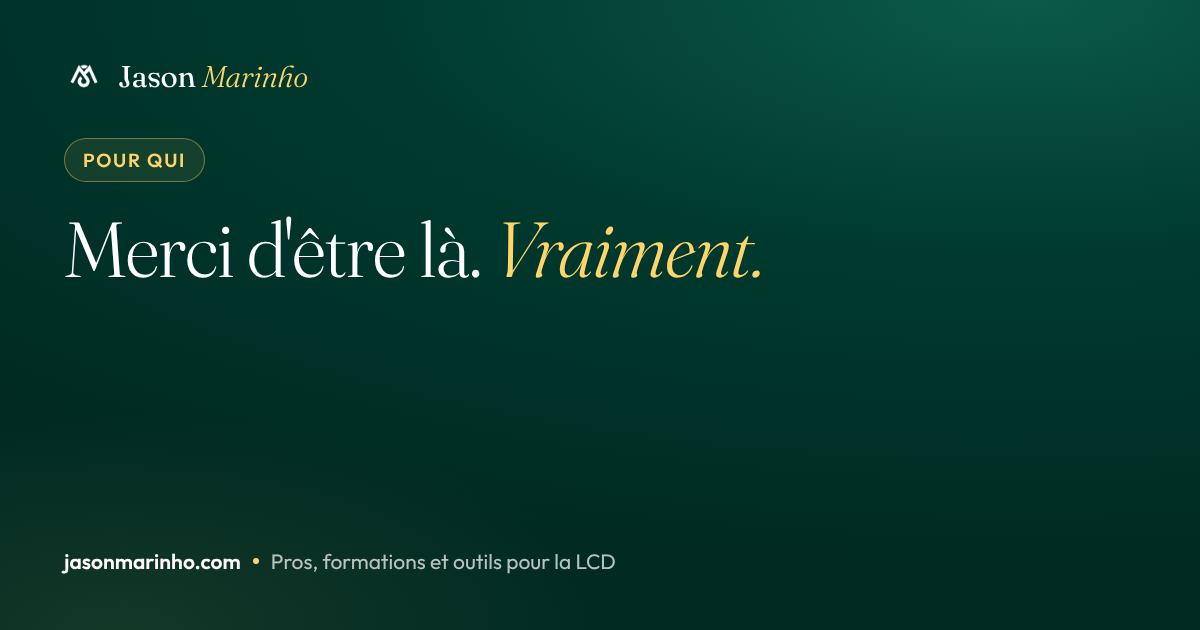 Jason Marinho
POUR QUI
Merci d'être là. Vraiment.
jasonmarinho.com • Pros, formations et outils pour la LCD